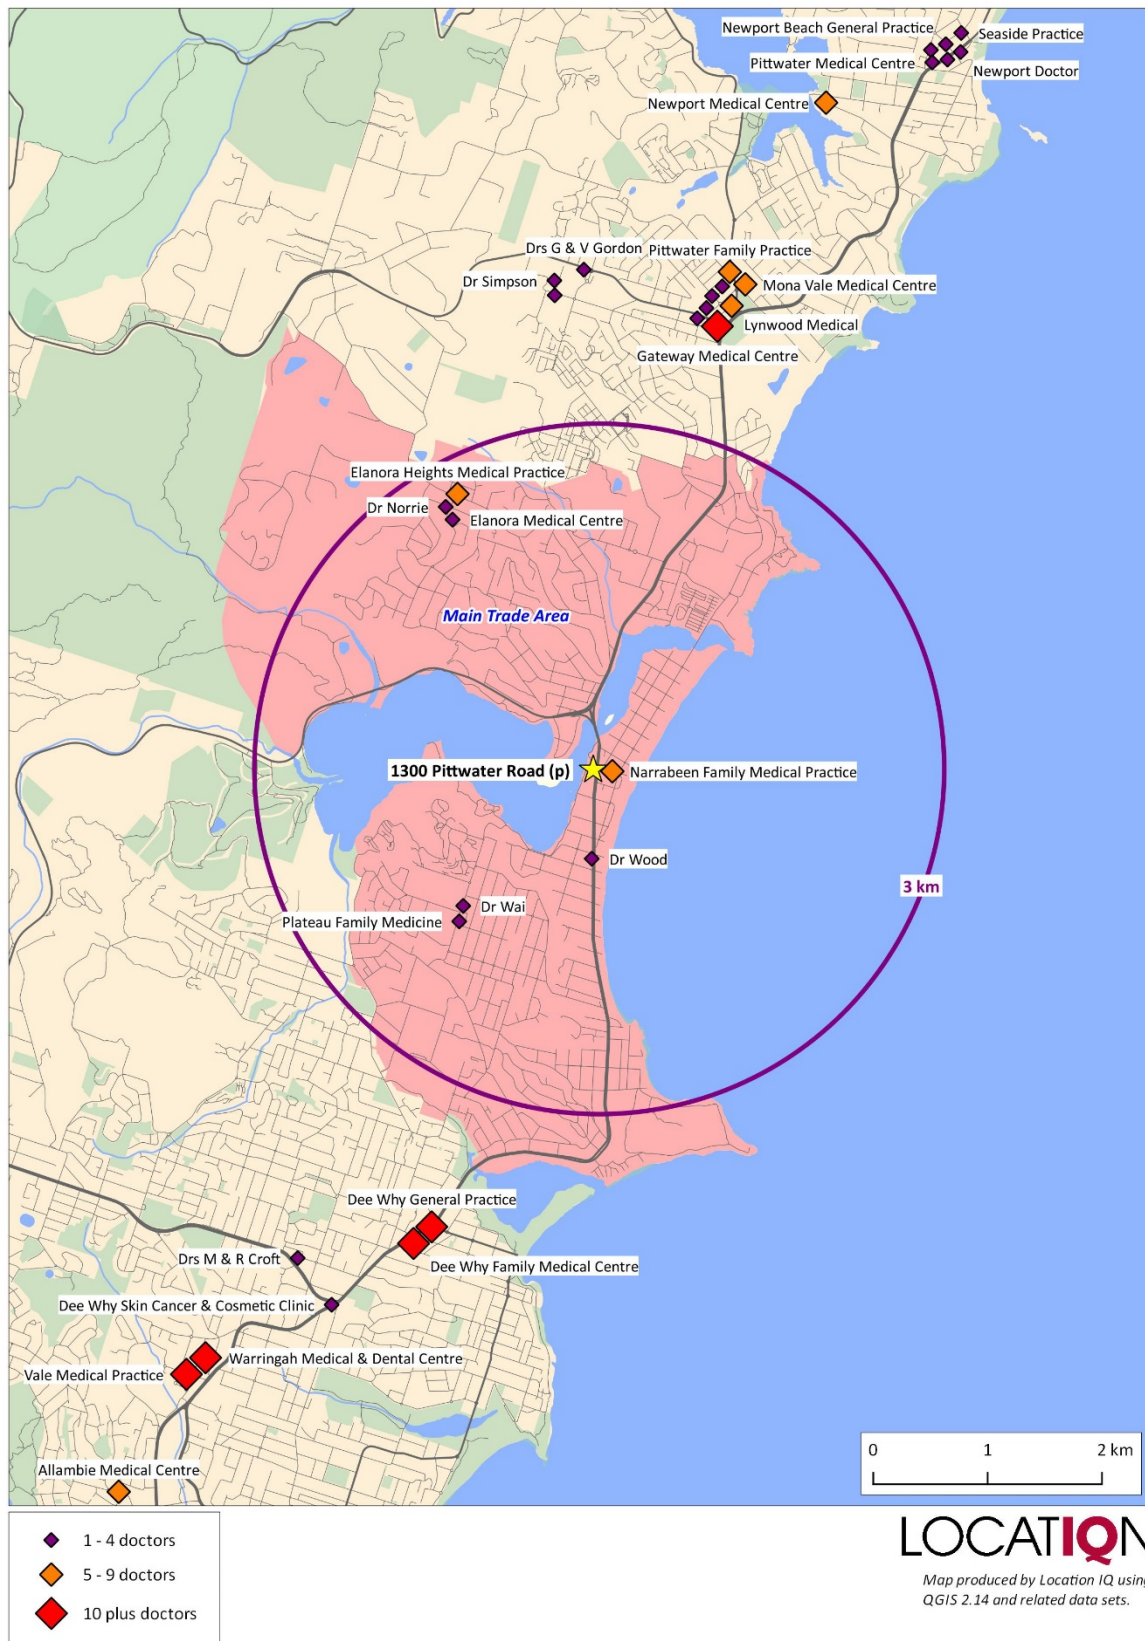 Newport Beach General Practice
Seaside Practice
Pittwater Medical Centre
Newport Doctor
Newport Medical Centre
Drs G & V Gordon
Pittwater Family Practice
Dr Simpson
Mona Vale Medical Centre
Lynwood Medical
Gateway Medical Centre
Elanora Heights Medical Practice
Dr Norrie
Elanora Medical Centre
Main Trade Area
1300 Pittwater Road (p)
Narrabeen Family Medical Practice
Dr Wood
3 km
Dr Wai
Plateau Family Medicine
Dee Why General Practice
Drs M & R Croft
Dee Why Family Medical Centre
Dee Why Skin Cancer & Cosmetic Clinic
Warringah Medical & Dental Centre
Vale Medical Practice
Allambie Medical Centre
0 1 2 km
1 - 4 doctors
5 - 9 doctors
10 plus doctors
LOCATIQN
Map produced by Location IQ using
QGIS 2.14 and related data sets.